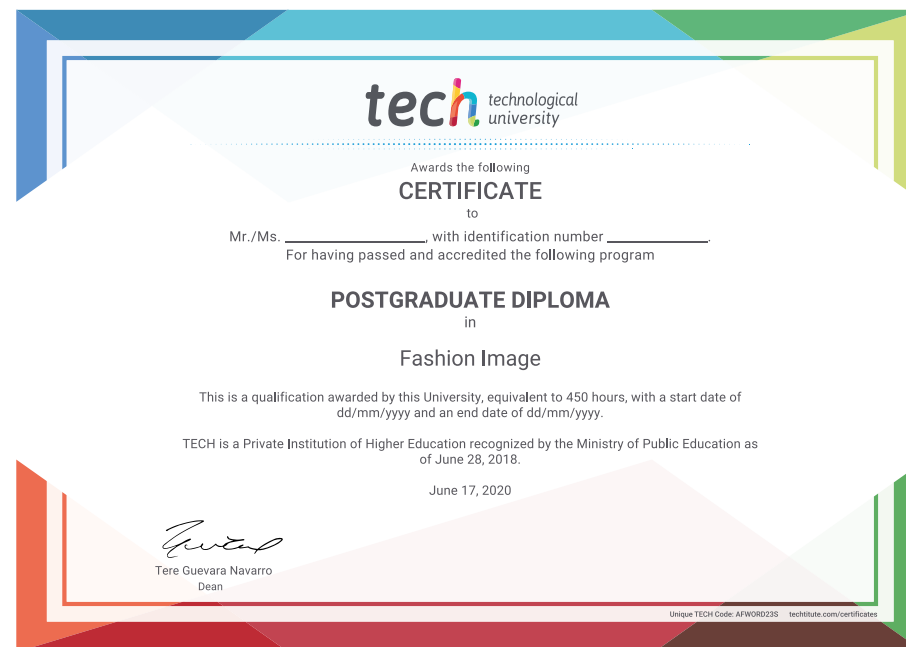 tech technological
university
Awards the following
CERTIFICATE
to
Mr./Ms. ____________________, with identification number ______________.
For having passed and accredited the following program
POSTGRADUATE DIPLOMA
in
Fashion Image
This is a qualification awarded by this University, equivalent to 450 hours, with a start date of
dd/mm/yyyy and an end date of dd/mm/yyyy.
TECH is a Private Institution of Higher Education recognized by the Ministry of Public Education as
of June 28, 2018.
June 17, 2020
Tere Guevara Navarro
Dean
Unique TECH Code: AFWORD23S techtitute.com/certificates